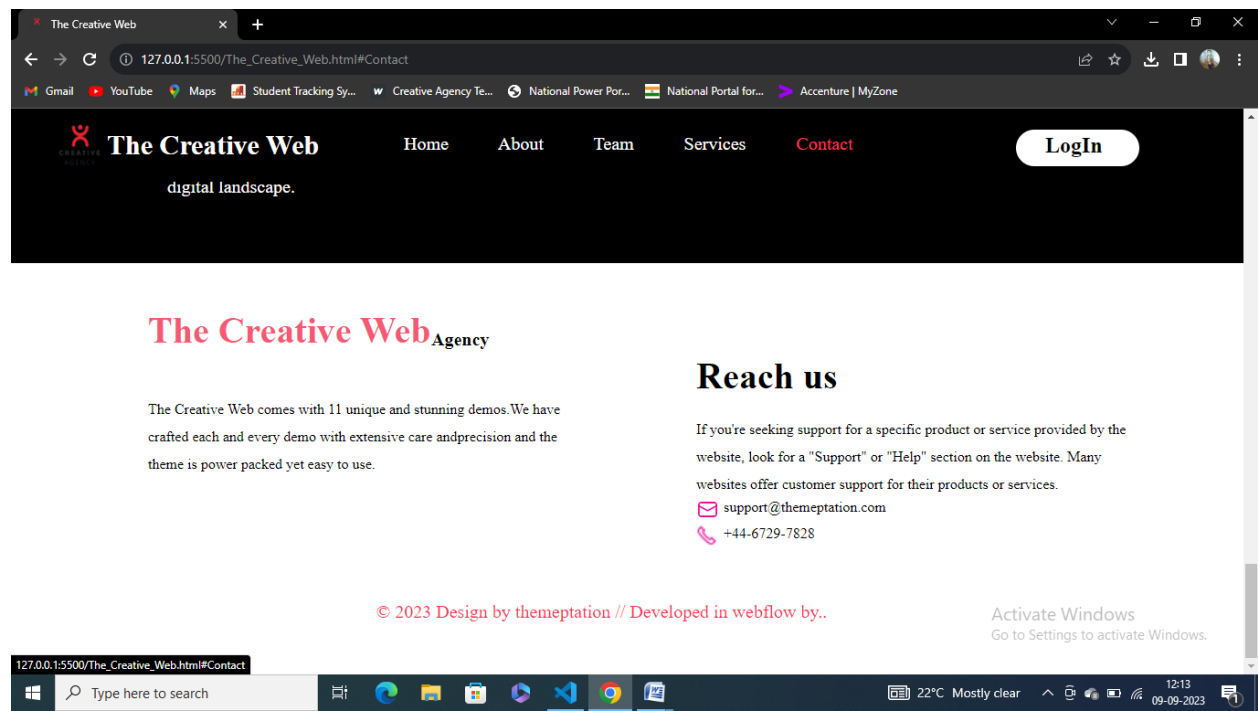 The Creative Web
127.0.0.1:5500/The_Creative_Web.html#Contact
Gmail YouTube Maps Student Tracking Sy... Creative Agency Te... National Power Por... National Portal for... Accenture | MyZone
CREATIVE
AGENCY
The Creative Web Home About Team Services Contact LogIn
digital landscape.
The Creative Web Agency
The Creative Web comes with 11 unique and stunning demos.We have
crafted each and every demo with extensive care andprecision and the
theme is power packed yet easy to use.
Reach us
If you're seeking support for a specific product or service provided by the
website, look for a "Support" or "Help" section on the website. Many
websites offer customer support for their products or services.
support@themeptation.com
+44-6729-7828
© 2023 Design by themeptation // Developed in webflow by..
Activate Windows
Go to Settings to activate Windows.
127.0.0.1:5500/The_Creative_Web.html#Contact
Type here to search 22°C Mostly clear 12:13
09-09-2023 1